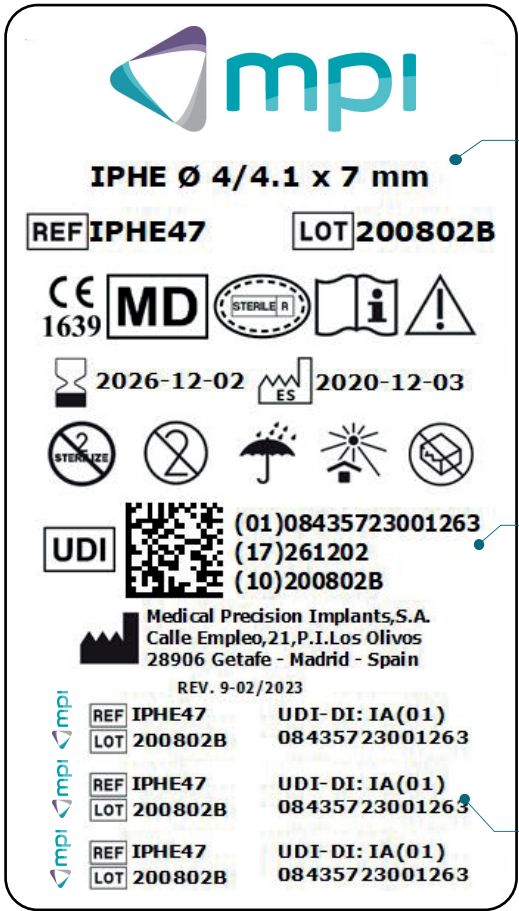 mpi
IPHE Ø 4/4.1 x 7 mm
REF IPHE47 LOT 200802B
CE 1639 MD STERILE R i !
2026-12-02 ES 2020-12-03
2 STERILIZE 2
UDI (01)08435723001263
(17)261202
(10)200802B
Medical Precision Implants,S.A.
Calle Empleo,21,P.I.Los Olivos
28906 Getafe - Madrid - Spain
REV. 9-02/2023
mpi REF IPHE47 UDI-DI: IA(01)
LOT 200802B 08435723001263
mpi REF IPHE47 UDI-DI: IA(01)
LOT 200802B 08435723001263
mpi REF IPHE47 UDI-DI: IA(01)
LOT 200802B 08435723001263